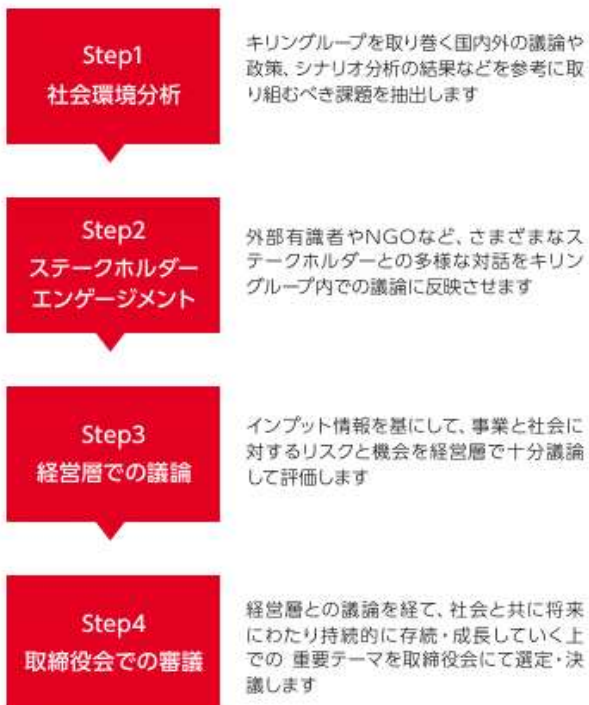 Step1
社会環境分析
キリングループを取り巻く国内外の議論や
政策、シナリオ分析の結果などを参考に取
り組むべき課題を抽出します
Step2
ステークホルダー
エンゲージメント
外部有識者やNGOなど、さまざまなス
テークホルダーとの多様な対話をキリン
グループ内での議論に反映させます
Step3
経営層での議論
インプット情報を基にして、事業と社会に
対するリスクと機会を経営層で十分議論
して評価します
Step4
取締役会での審議
経営層との議論を経て、社会と共に将来
にわたり持続的に存続・成長していく上
での 重要テーマを取締役会にて選定・決
議します